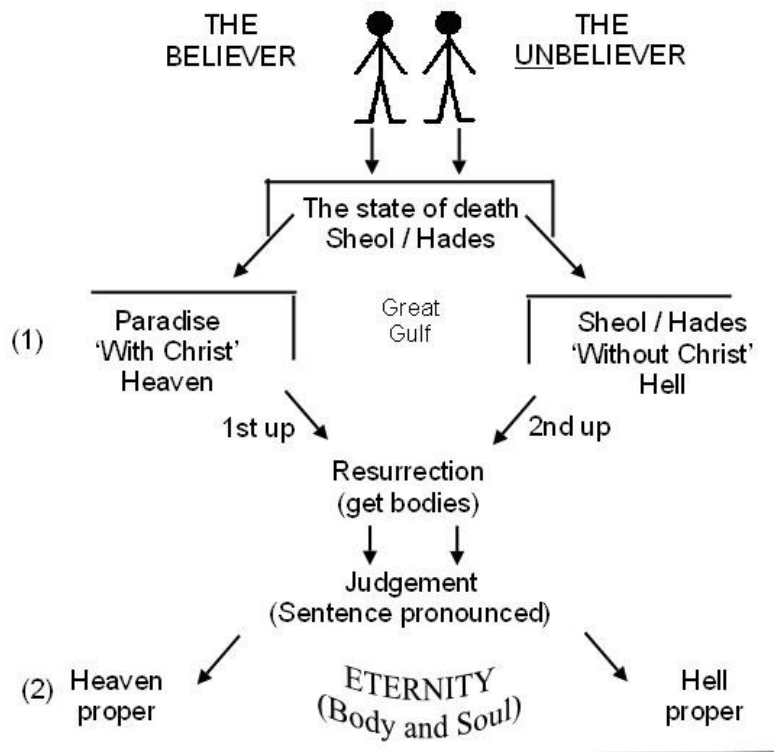 THE
BELIEVER
THE
UNBELIEVER
The state of death
Sheol / Hades
(1)
Paradise
‘With Christ’
Heaven
Great
Gulf
Sheol / Hades
‘Without Christ’
Hell
1st up
2nd up
Resurrection
(get bodies)
Judgement
(Sentence pronounced)
(2)
Heaven
proper
ETERNITY
(Body and Soul)
Hell
proper